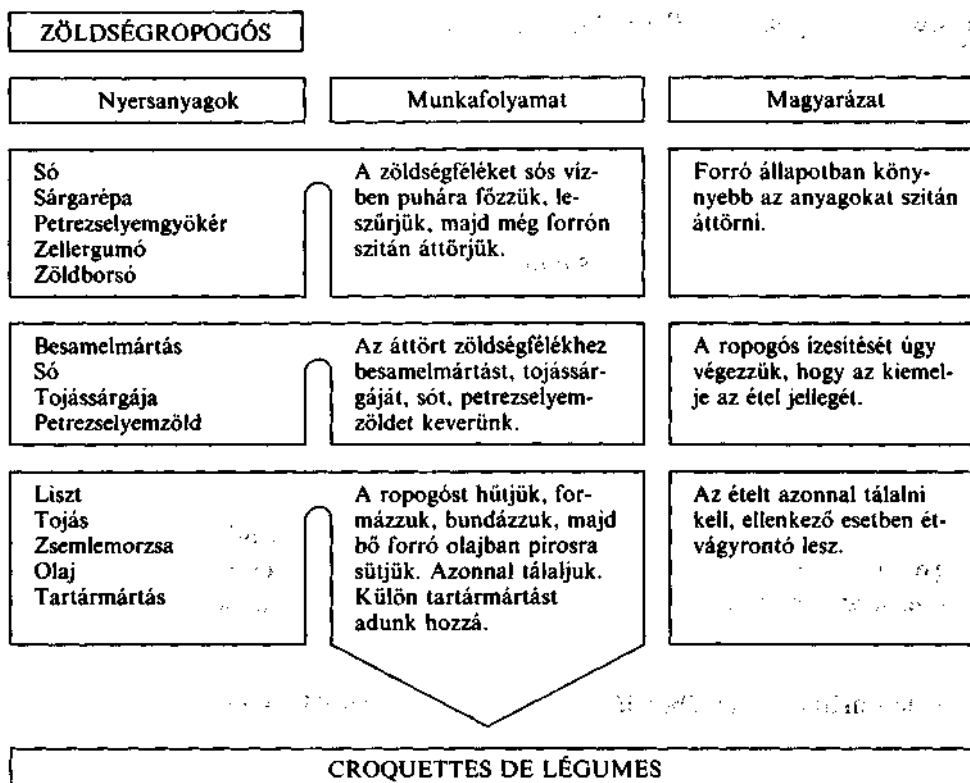 ZÖLDSÉGROPOGÓS
Nyersanyagok
Munkafolyamat
Magyarázat
Só
Sárgarépa
Petrezselyemgyökér
Zellergumó
Zöldborsó
A zöldségféléket sós víz-
ben puhára főzzük, le-
szűrjük, majd még forrón
szitán áttörjük.
Forró állapotban köny-
nyebb az anyagokat szitán
áttörni.
Besamelmártás
Só
Tojássárgája
Petrezselyemzöld
Az áttört zöldségfélékhez
besamelmártást, tojássár-
gáját, sót, petrezselyem-
zöldet keverünk.
A ropogós ízesítését úgy
végezzük, hogy az kiemel-
je az étel jellegét.
Liszt
Tojás
Zsemlemorzsa
Olaj
Tartármártás
A ropogóst hűtjük, for-
mázzuk, bundázzuk, majd
bő forró olajban pirosra
sütjük. Azonnal tálaljuk.
Külön tartármártást
adunk hozzá.
Az ételt azonnal tálalni
kell, ellenkező esetben ét-
vágyrontó lesz.
CROQUETTES DE LÉGUMES